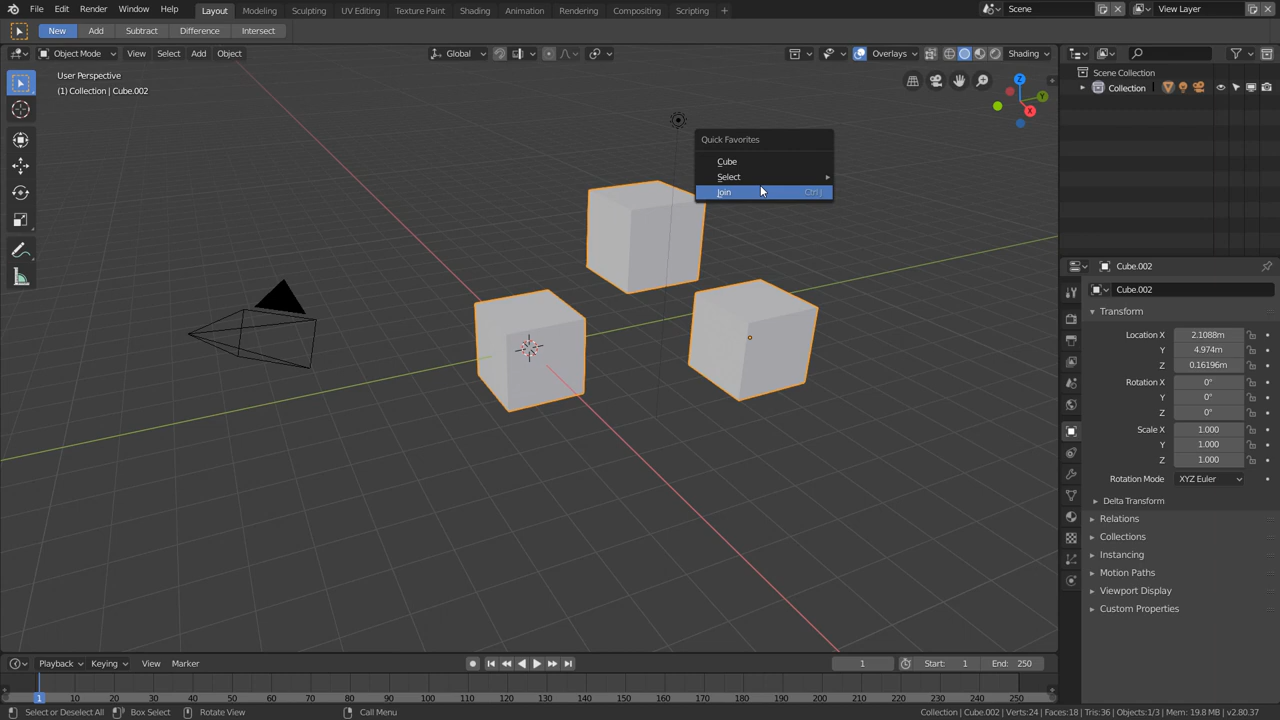 File Edit Render Window Help Layout Modeling Sculpting UV Editing Texture Paint Shading Animation Rendering Compositing Scripting + Scene View Layer
New Add Subtract Difference Intersect
Object Mode View Select Add Object Global Overlays Shading
User Perspective
(1) Collection | Cube.002
Z
Y
X
Quick Favorites
Cube
Select
Join Ctrl J
Scene Collection
Collection
Cube.002
Cube.002
Transform
Location X 2.1088m
Y 4.974m
Z 0.16196m
Rotation X 0°
Y 0°
Z 0°
Scale X 1.000
Y 1.000
Z 1.000
Rotation Mode XYZ Euler
Delta Transform
Relations
Collections
Instancing
Motion Paths
Viewport Display
Custom Properties
Playback Keying View Marker 1 Start: 1 End: 250
1 10 20 30 40 50 60 70 80 90 100 110 120 130 140 150 160 170 180 190 200 210 220 230 240 250
Select or Deselect All Box Select Rotate View Call Menu Collection | Cube.002 | Verts:24 | Faces:18 | Tris:36 | Objects:1/3 | Mem: 19.8 MB | v2.80.37